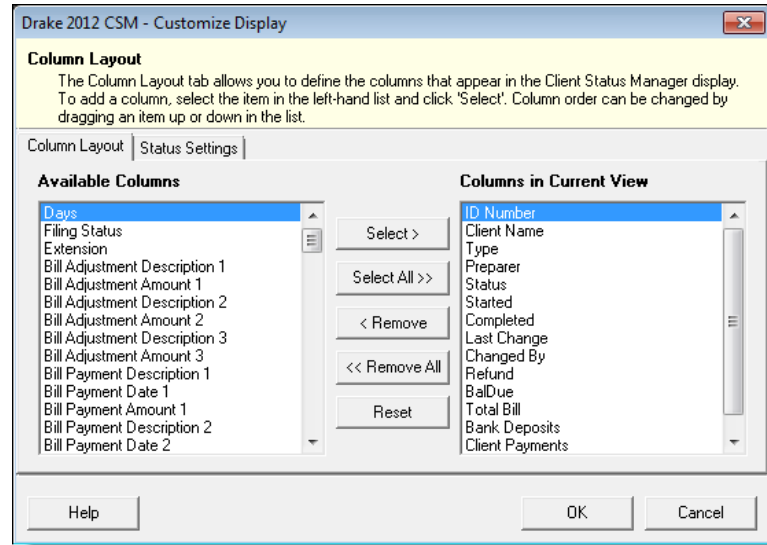 Drake 2012 CSM - Customize Display
Column Layout
The Column Layout tab allows you to define the columns that appear in the Client Status Manager display.
To add a column, select the item in the left-hand list and click 'Select'. Column order can be changed by
dragging an item up or down in the list.
Column Layout
Status Settings
Available Columns
Days
Filing Status
Extension
Bill Adjustment Description 1
Bill Adjustment Amount 1
Bill Adjustment Description 2
Bill Adjustment Amount 2
Bill Adjustment Description 3
Bill Adjustment Amount 3
Bill Payment Description 1
Bill Payment Date 1
Bill Payment Amount 1
Bill Payment Description 2
Bill Payment Date 2
Select >
Select All >>
< Remove
<< Remove All
Reset
Columns in Current View
ID Number
Client Name
Type
Preparer
Status
Started
Completed
Last Change
Changed By
Refund
BalDue
Total Bill
Bank Deposits
Client Payments
Help
OK
Cancel